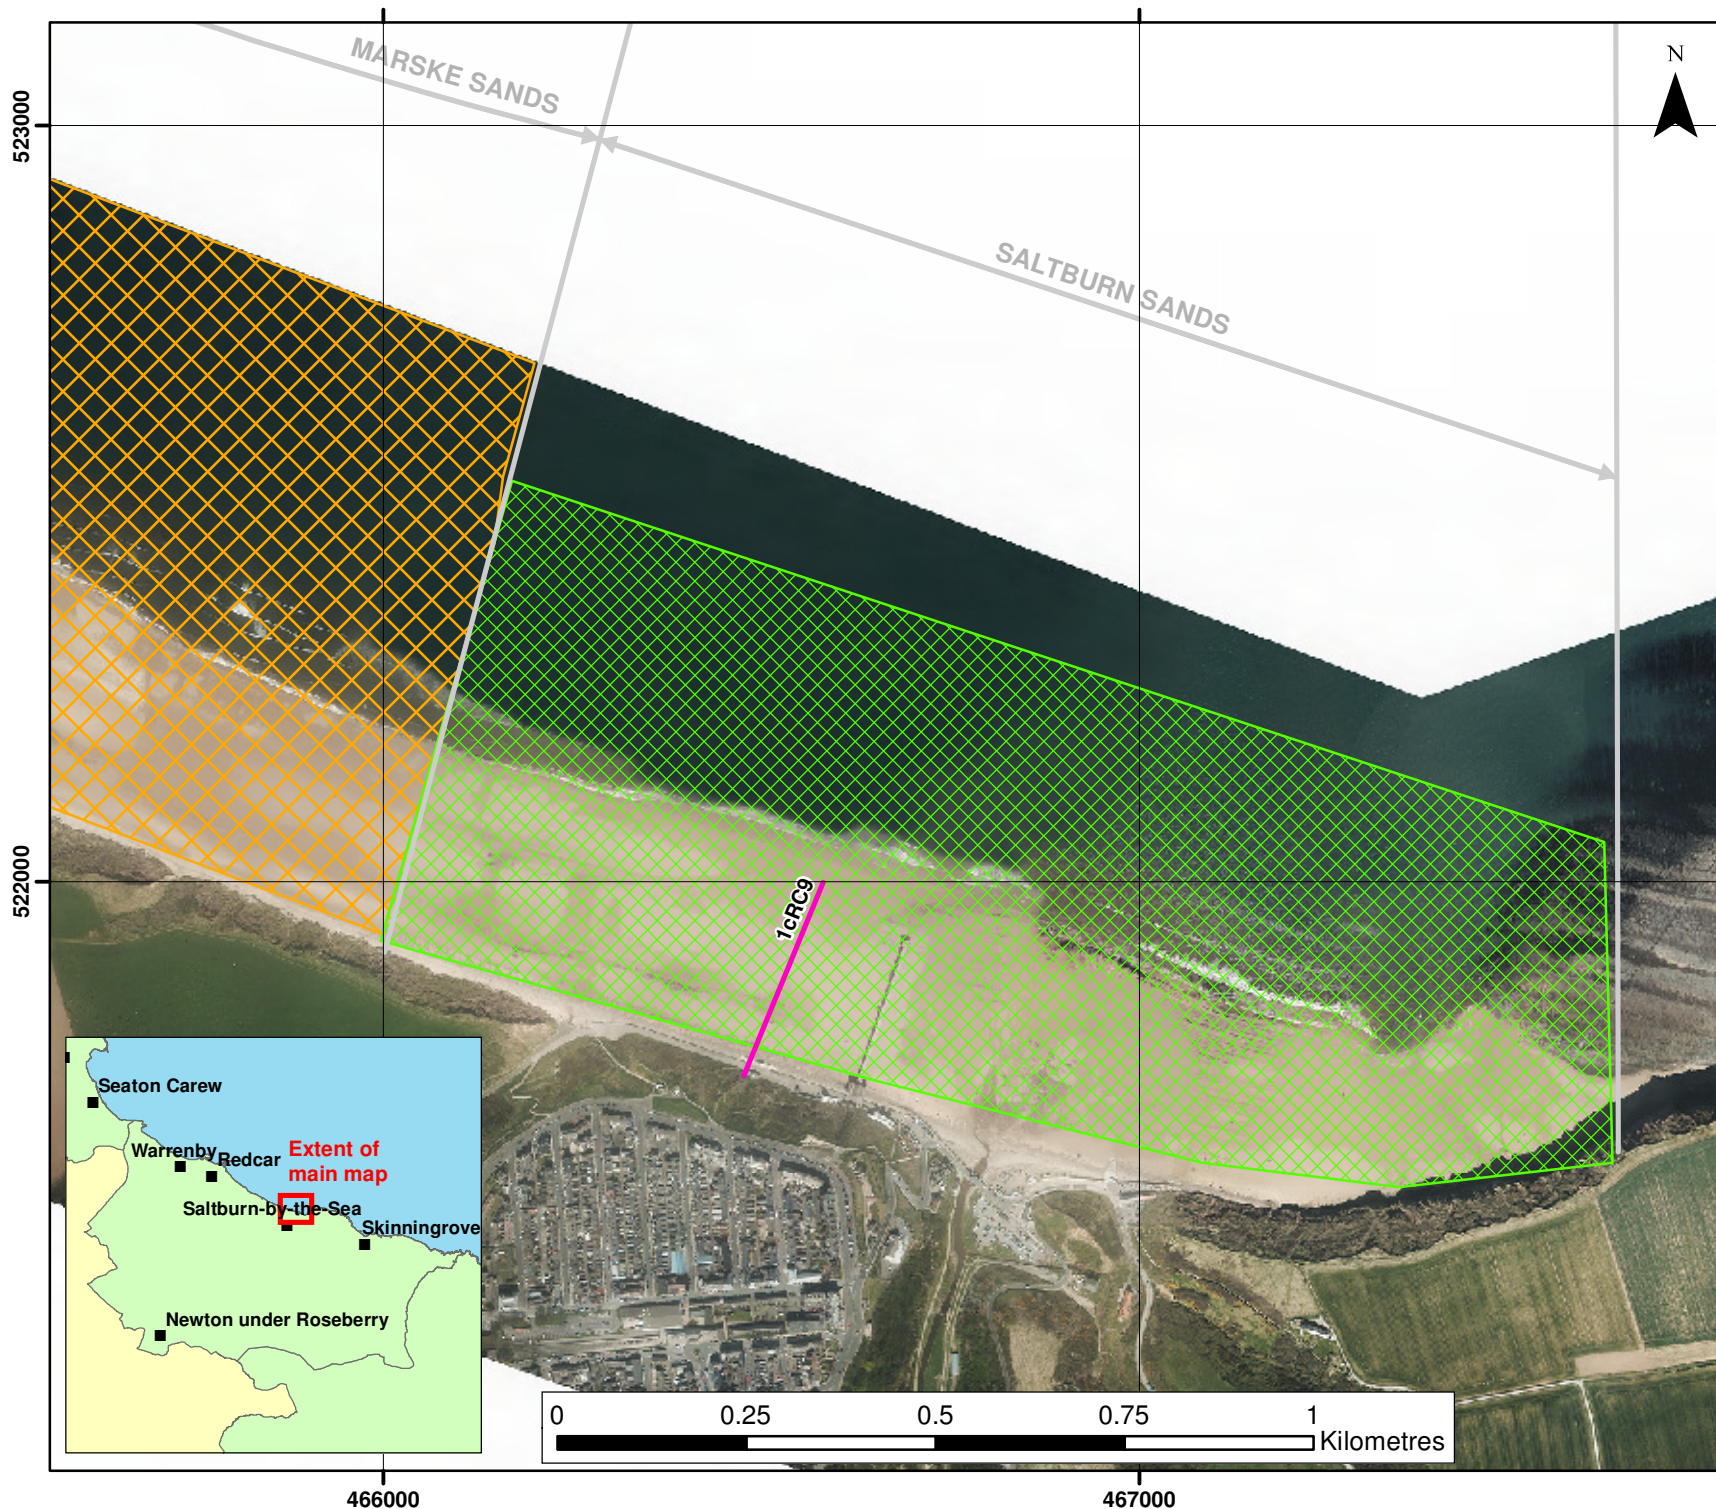 N
MARSKE SANDS
523000
SALTBURN SANDS
522000
1cRC9
Seaton Carew
Warrenby
Redcar
Extent of
main map
Saltburn-by-the-Sea
Skinningrove
Newton under Roseberry
0 0.25 0.5 0.75 1
Kilometres
466000 467000